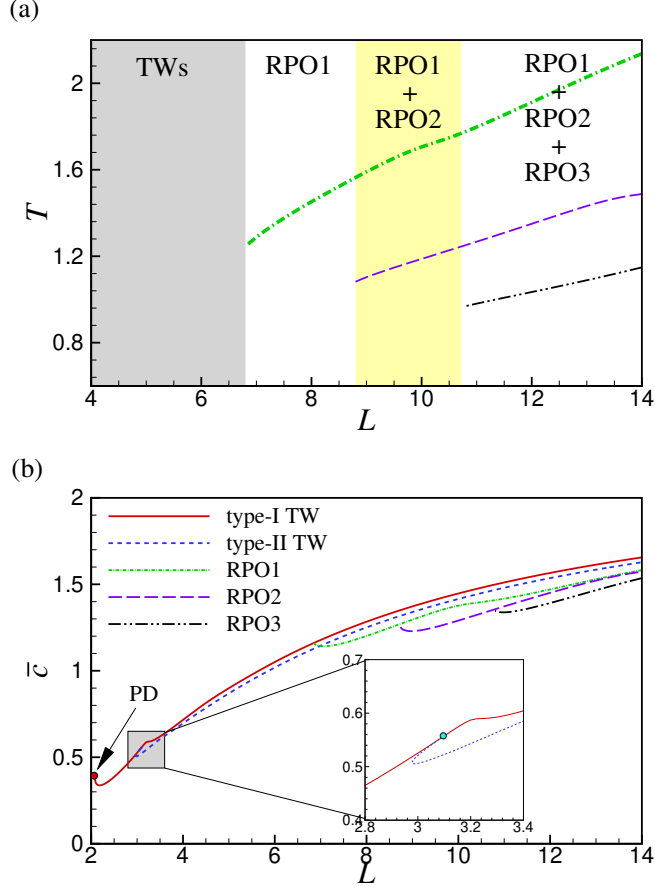 (a)
TWs
RPO1
RPO1
+
RPO2
RPO1
+
RPO2
+
RPO3
T
2
1.6
1.2
0.8
4
6
8
10
12
14
L
(b)
type-I TW
type-II TW
RPO1
RPO2
RPO3
PD
c̅
2
1.5
1
0.5
0
0.7
0.6
0.5
0.4
2.8
3
3.2
3.4
2
4
6
8
10
12
14
L